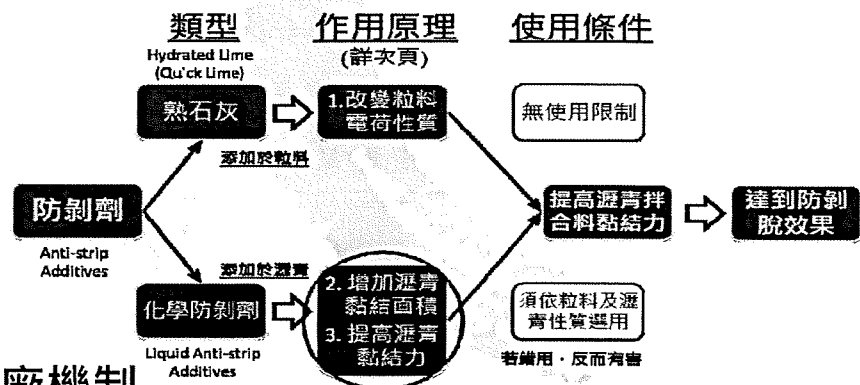 類型
作用原理
使用條件
Hydrated Lime
(Quick Lime)
(詳次頁)
熟石灰
1.改變粒料
電荷性質
無使用限制
添加於粒料
防剝劑
Anti-strip
Additives
提高瀝青拌
合料黏結力
達到防剝
脫效果
添加於瀝青
化學防剝劑
2. 增加瀝青
黏結面積
3. 提高瀝青
黏結力
須依粒料及瀝
青性質選用
Liquid Anti-strip
Additives
若錯用，反而有害
廠機制